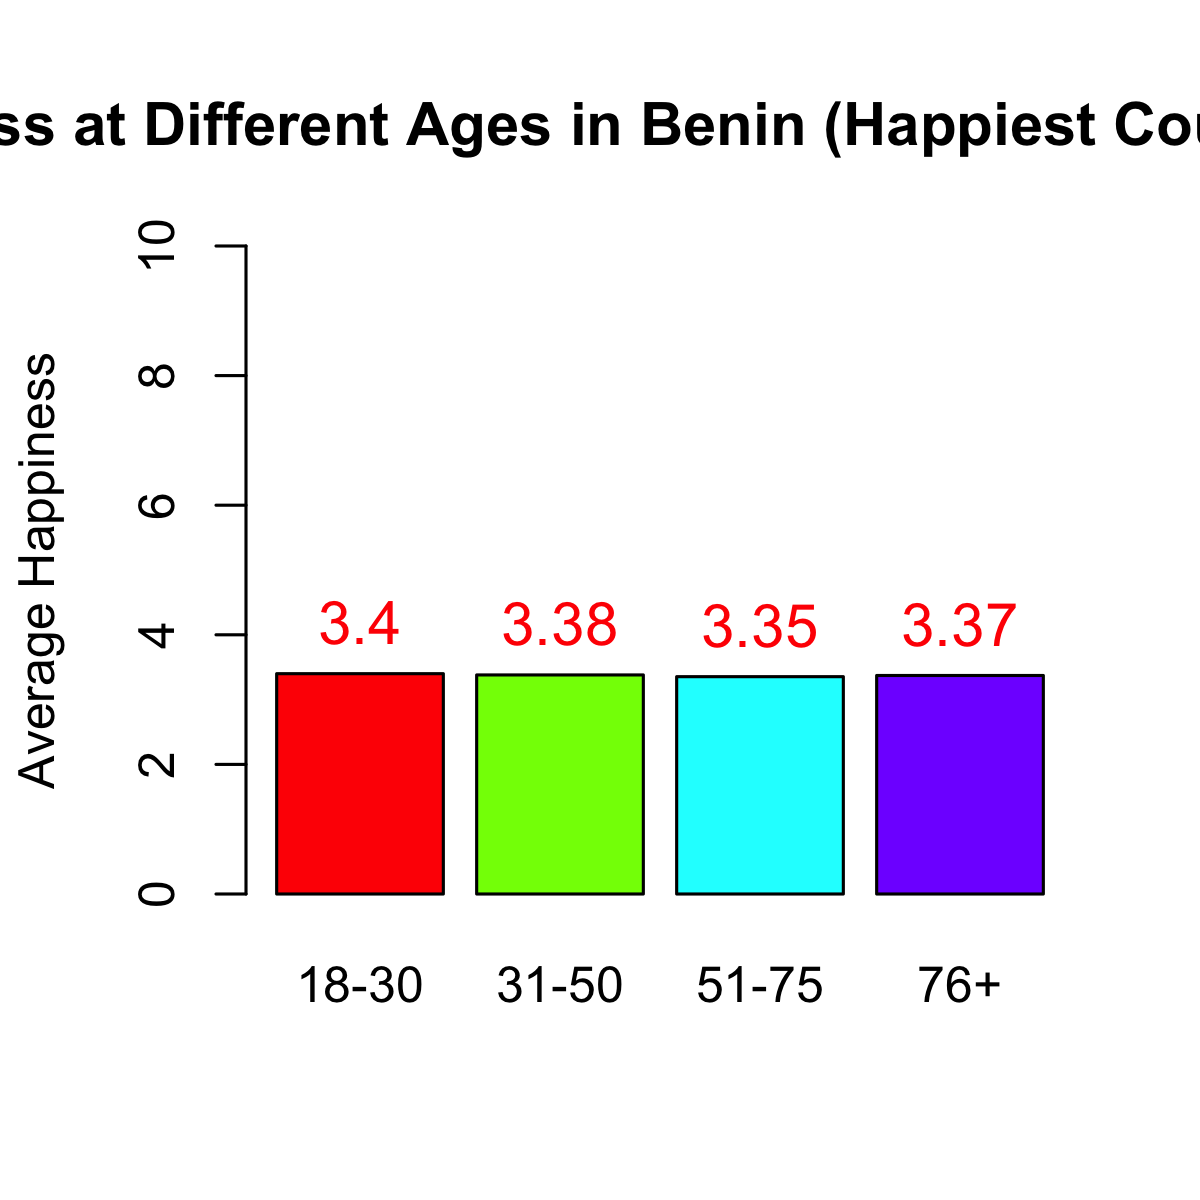 ss at Different Ages in Benin (Happiest Cou
Average Happiness
10
8
6
4
2
0
3.4 3.38 3.35 3.37
18-30 31-50 51-75 76+